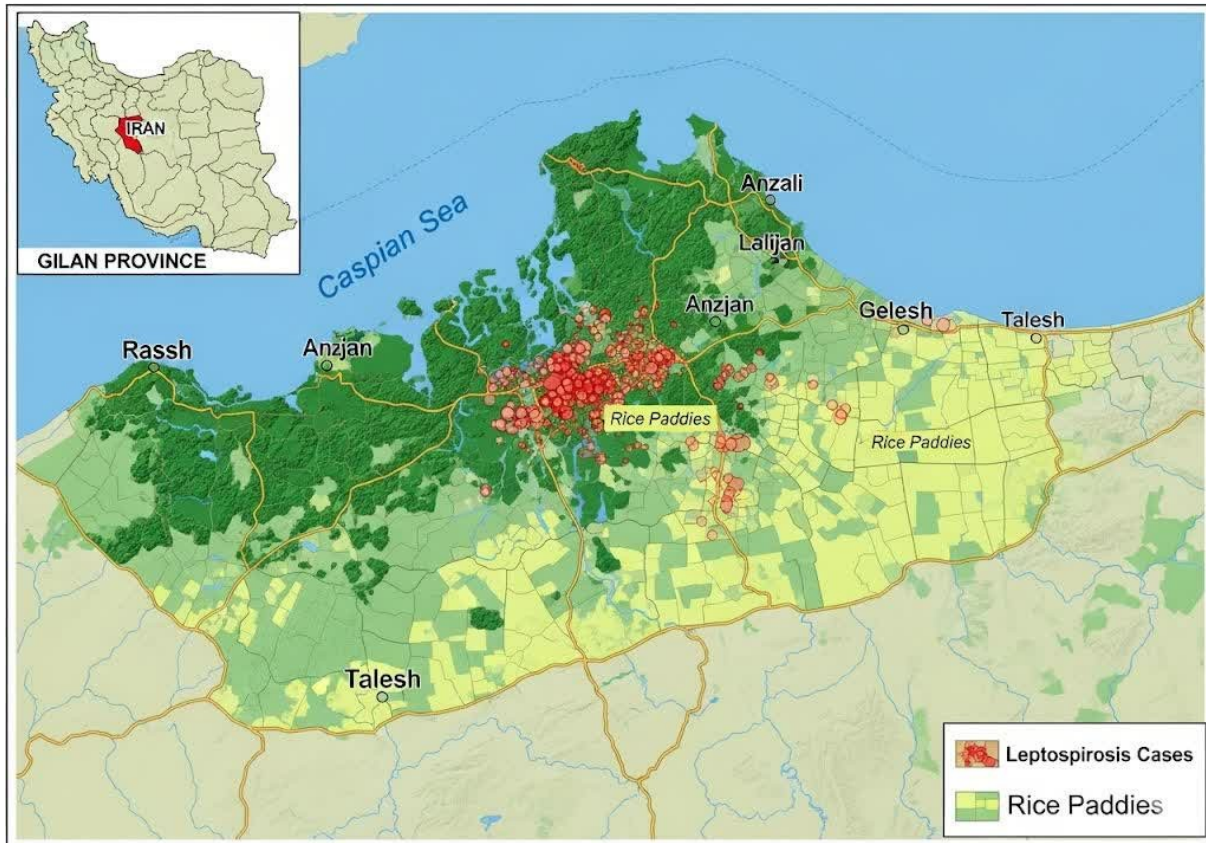 IRAN
GILAN PROVINCE
Caspian Sea
Anzali
Lalijan
Anzjan
Gelesh
Talesh
Rassh
Anzjan
Rice Paddies
Rice Paddies
Talesh
Leptospirosis Cases
Rice Paddies